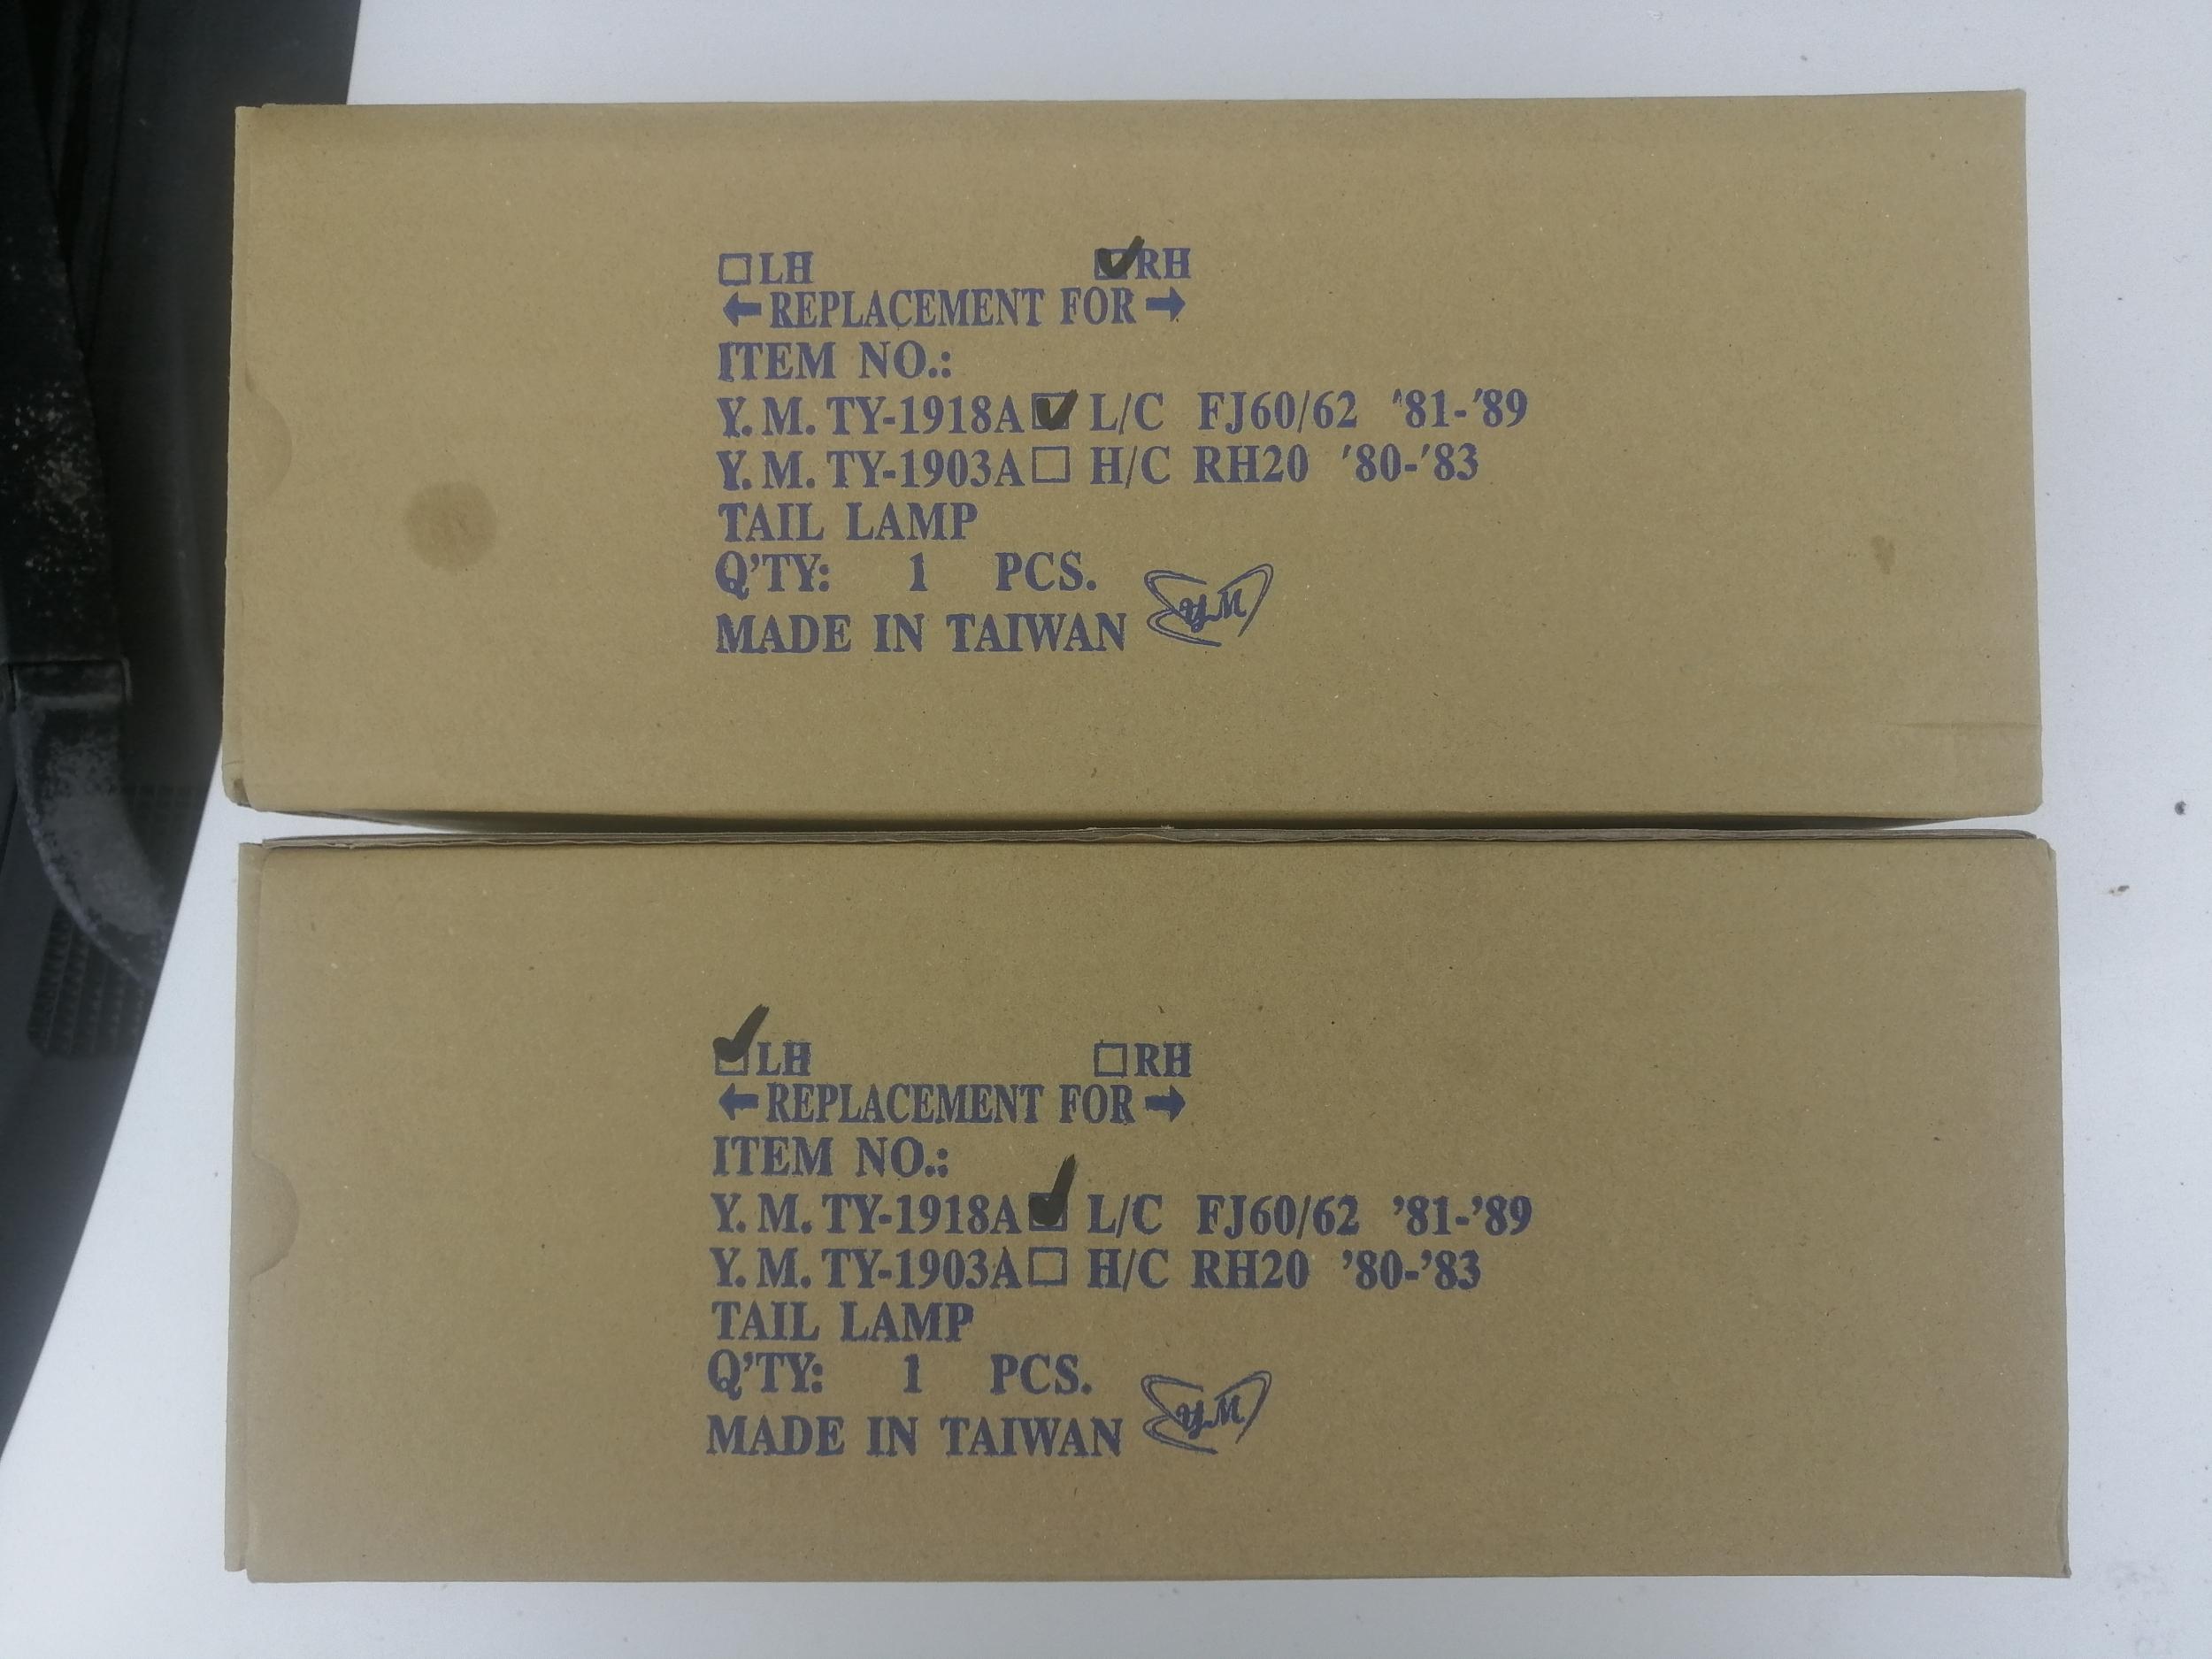 ☐LH ☑RH
←REPLACEMENT FOR→
ITEM NO.:
Y. M. TY-1918A☑ L/C FJ60/62 '81-'89
Y. M. TY-1903A☐ H/C RH20 '80-'83
TAIL LAMP
Q'TY: 1 PCS.
MADE IN TAIWAN Y.M
☑LH ☐RH
←REPLACEMENT FOR→
ITEM NO.:
Y. M. TY-1918A☑ L/C FJ60/62 '81-'89
Y. M. TY-1903A☐ H/C RH20 '80-'83
TAIL LAMP
Q'TY: 1 PCS.
MADE IN TAIWAN Y.M